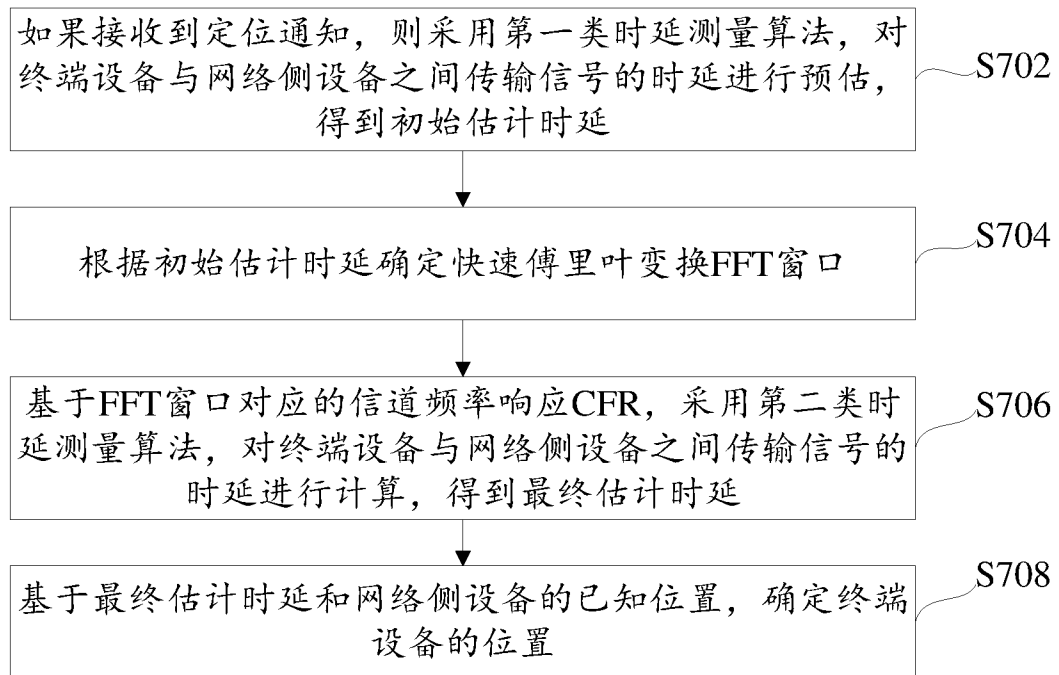 如果接收到定位通知，则采用第一类时延测量算法，对
终端设备与网络侧设备之间传输信号的时延进行预估，
得到初始估计时延
S702
根据初始估计时延确定快速傅里叶变换FFT窗口
S704
基于FFT窗口对应的信道频率响应CFR，采用第二类时
延测量算法，对终端设备与网络侧设备之间传输信号的
时延进行计算，得到最终估计时延
S706
基于最终估计时延和网络侧设备的已知位置，确定终端
设备的位置
S708